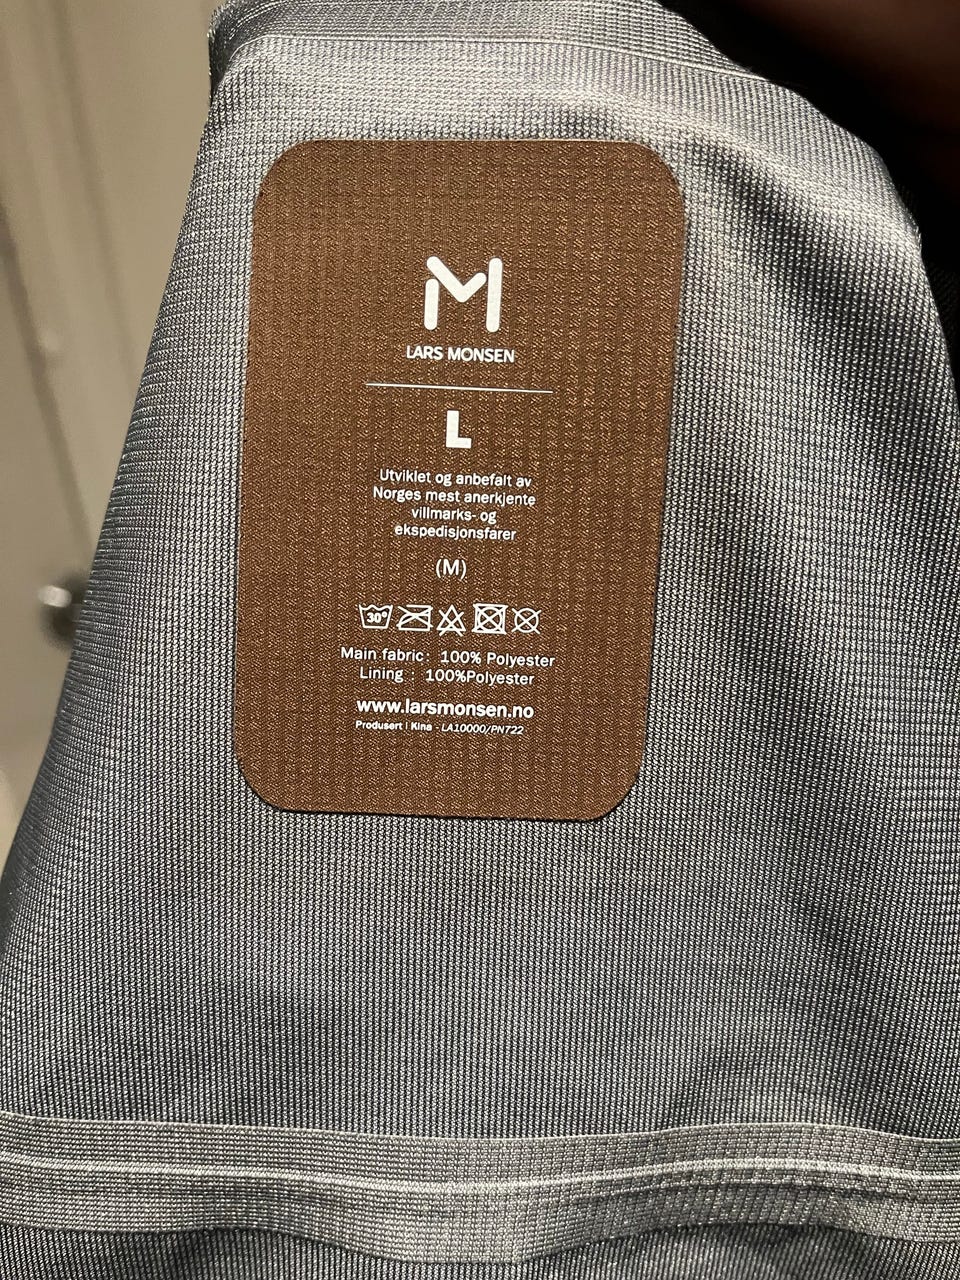 LARS MONSEN
L
Utviklet og anbefalt av
Norges mest anerkjente
villmarks- og
ekspedisjonsfarer
(M)
30°
Main fabric: 100% Polyester
Lining : 100%Polyester
www.larsmonsen.no
Produsert i Kina - LA10000/PN722